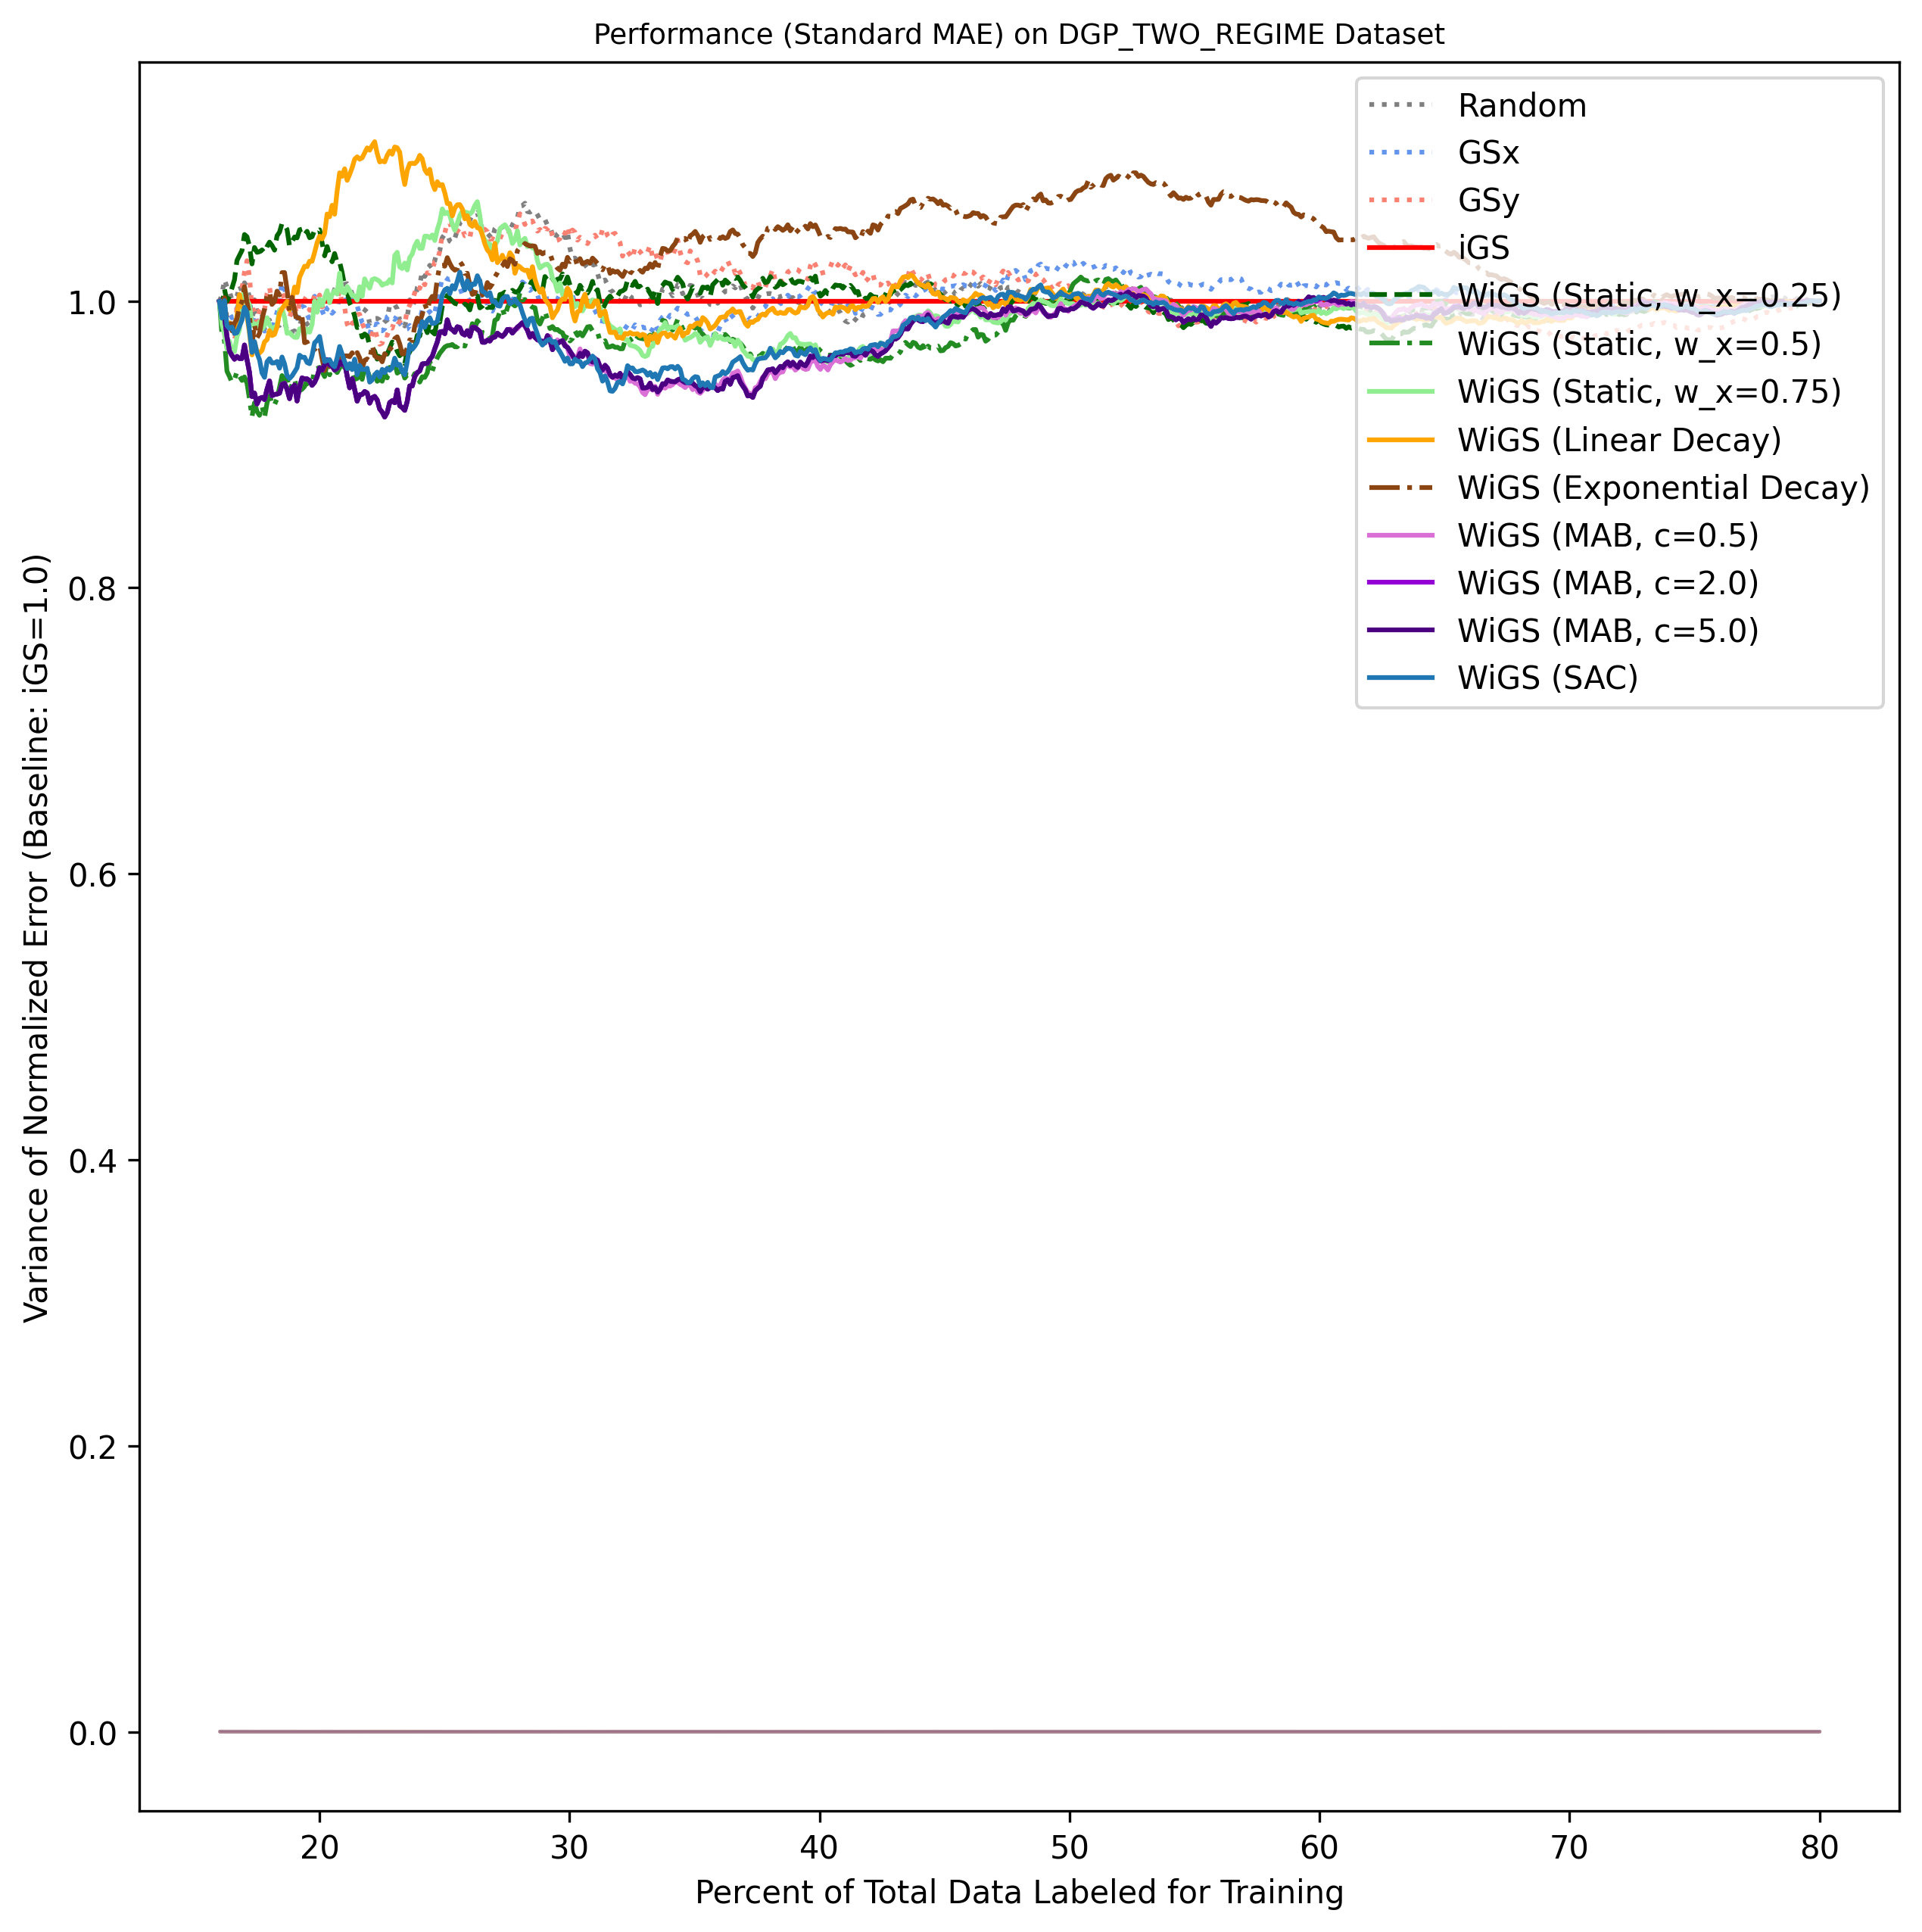 Performance (Standard MAE) on DGP_TWO_REGIME Dataset
Variance of Normalized Error (Baseline: iGS=1.0)
1.0
0.8
0.6
0.4
0.2
0.0
Random
GSx
GSy
iGS
WiGS (Static, w_x=0.25)
WiGS (Static, w_x=0.5)
WiGS (Static, w_x=0.75)
WiGS (Linear Decay)
WiGS (Exponential Decay)
WiGS (MAB, c=0.5)
WiGS (MAB, c=2.0)
WiGS (MAB, c=5.0)
WiGS (SAC)
20 30 40 50 60 70 80
Percent of Total Data Labeled for Training